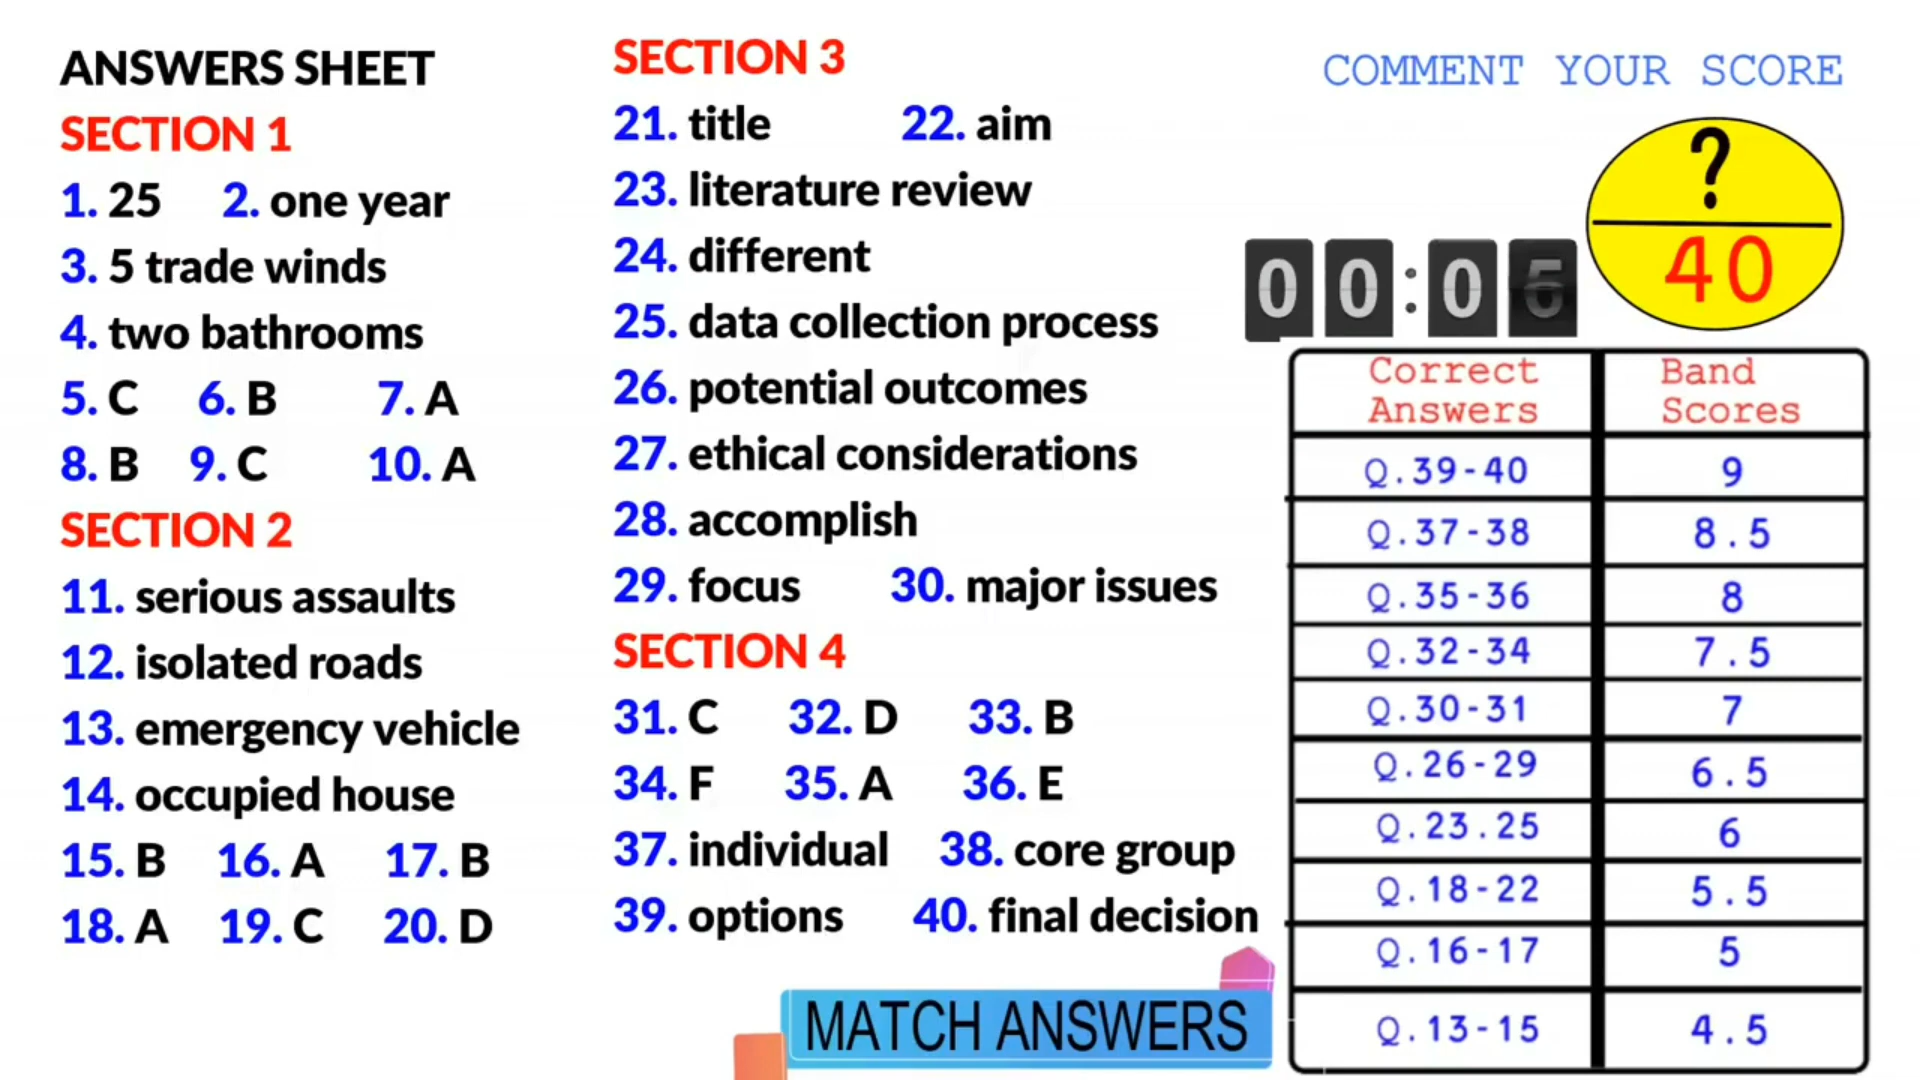 ANSWERS SHEET
SECTION 1
1. 25 2. one year
3. 5 trade winds
4. two bathrooms
5. C 6. B 7. A
8. B 9. C 10. A
SECTION 2
11. serious assaults
12. isolated roads
13. emergency vehicle
14. occupied house
15. B 16. A 17. B
18. A 19. C 20. D
SECTION 3
21. title 22. aim
23. literature review
24. different
25. data collection process
26. potential outcomes
27. ethical considerations
28. accomplish
29. focus 30. major issues
SECTION 4
31. C 32. D 33. B
34. F 35. A 36. E
37. individual 38. core group
39. options 40. final decision
MATCH ANSWERS
COMMENT YOUR SCORE
?
40
00:0
Correct Answers Band Scores
Q.39-40 9
Q.37-38 8.5
Q.35-36 8
Q.32-34 7.5
Q.30-31 7
Q.26-29 6.5
Q.23.25 6
Q.18-22 5.5
Q.16-17 5
Q.13-15 4.5